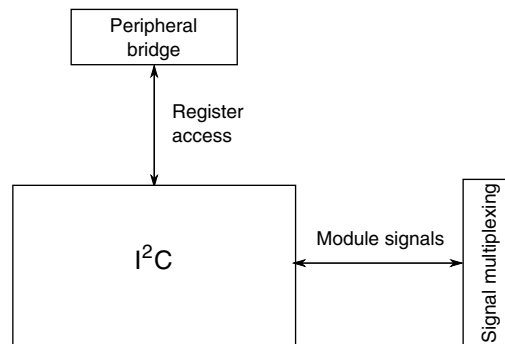 Peripheral
bridge
Register
access
I²C
Module signals
Signal multiplexing